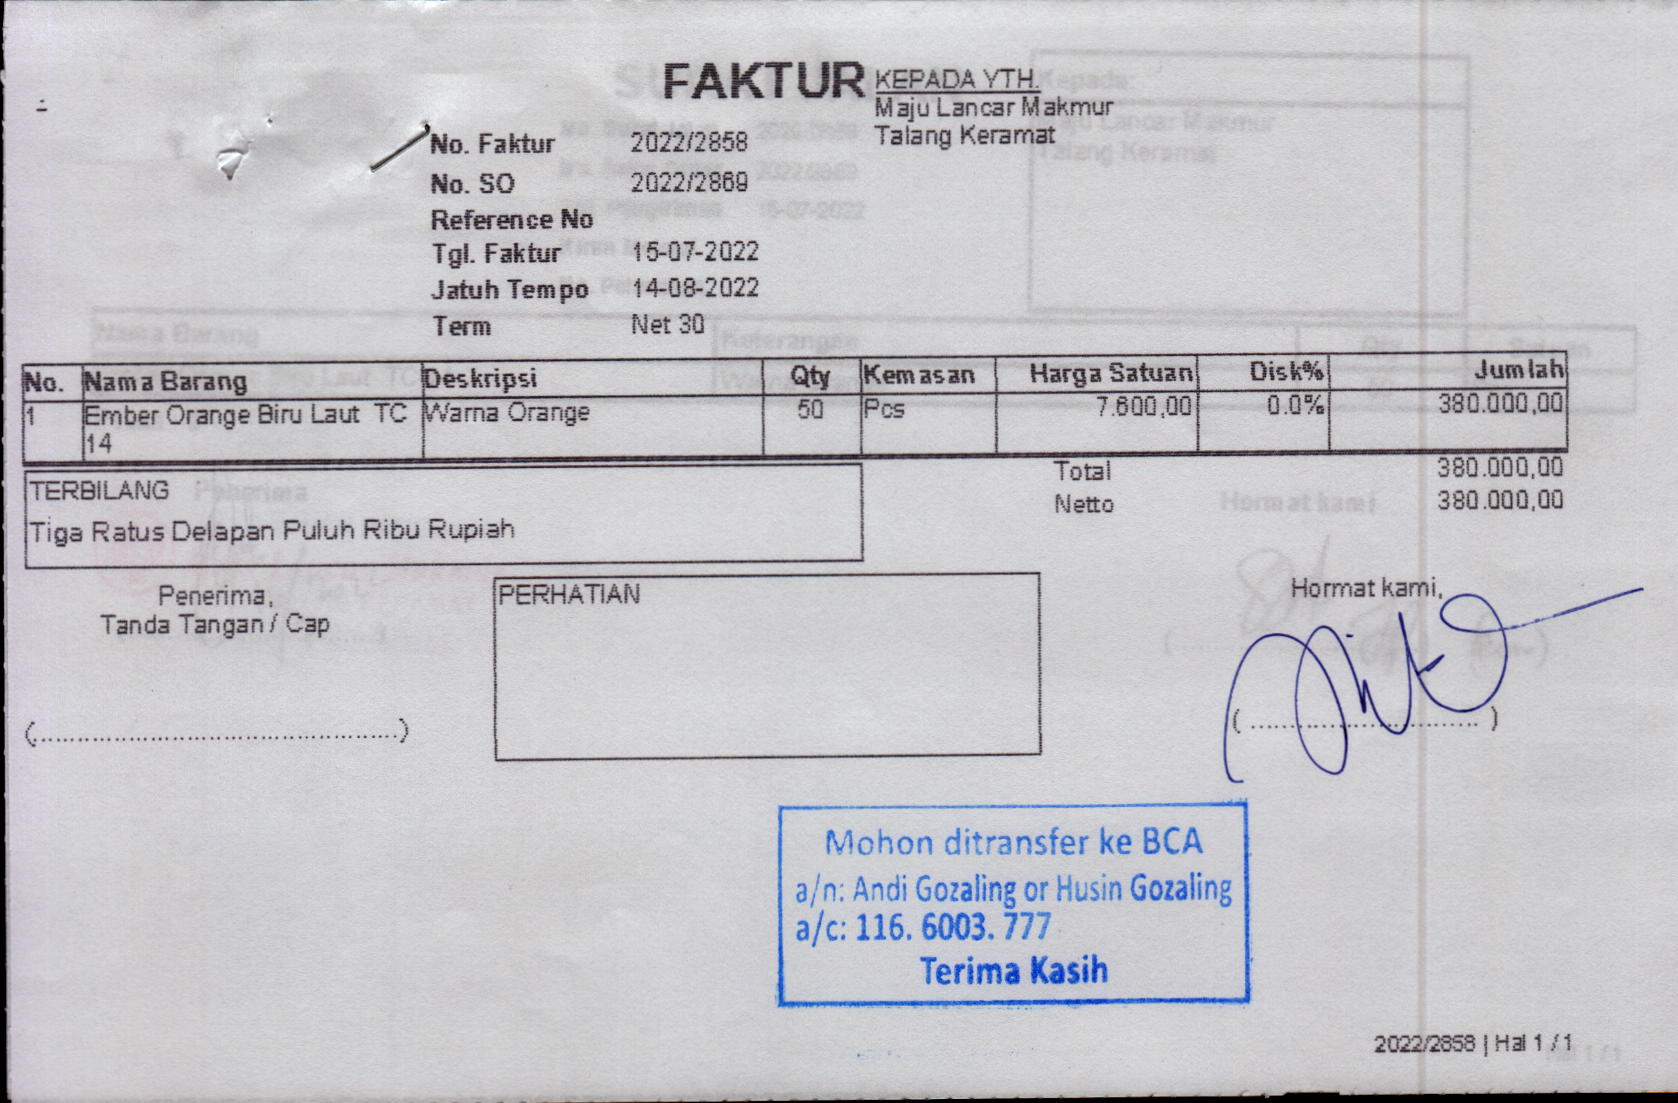 FAKTUR
KEPADA YTH.
Maju Lancar Makmur
Talang Keramat
No. Faktur 2022/2858
No. SO 2022/2869
Reference No
Tgl. Faktur 15-07-2022
Jatuh Tempo 14-08-2022
Term Net 30
No. Nama Barang Deskripsi Qty Kemasan Harga Satuan Disk% Jumlah
1 Ember Orange Biru Laut TC Warna Orange 50 Pcs 7.600,00 0.0% 380.000,00
14
Total 380.000,00
Netto 380.000,00
TERBILANG
Tiga Ratus Delapan Puluh Ribu Rupiah
Penerima,
Tanda Tangan / Cap
(................................................)
PERHATIAN
Hormat kami,
( ................................ )
Mohon ditransfer ke BCA
a/n: Andi Gozaling or Husin Gozaling
a/c: 116. 6003. 777
Terima Kasih
2022/2858 | Hal 1 / 1